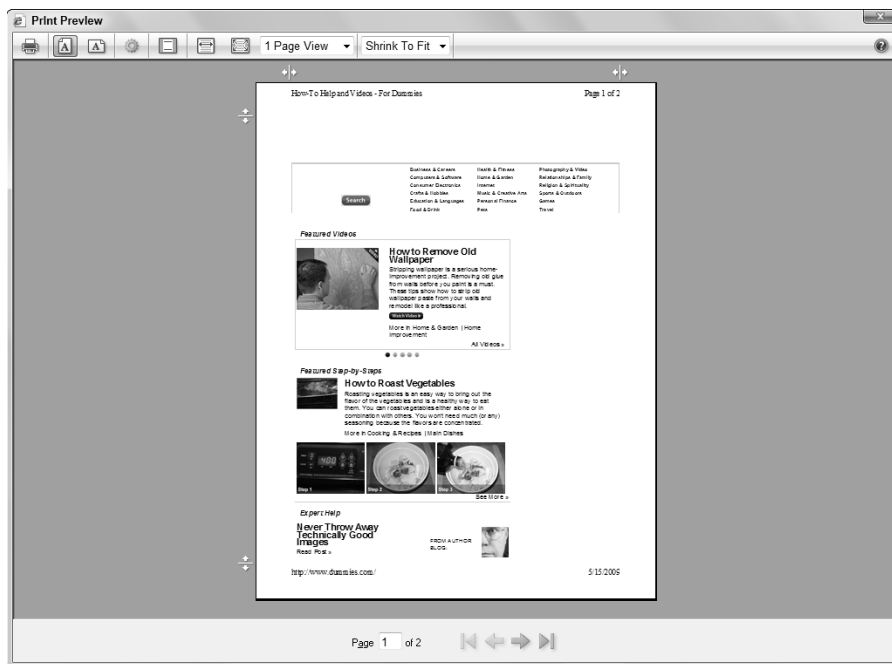 Print Preview
1 Page View
Shrink To Fit
How-To Help and Videos - For Dummies
Page 1 of 2
Business & Careers
Health & Fitness
Photography & Video
Computers & Software
Home & Garden
Relationships & Family
Consumer Electronics
Internet
Religion & Spirituality
Crafts & Hobbies
Music & Creative Arts
Sports & Outdoors
Search
Education & Languages
Personal Finance
Games
Food & Drink
Pets
Travel
Featured Videos
How to Remove Old
Wallpaper
Stripping wallpaper is a serious home-
improvement project. Removing old glue
from walls before you paint is a must.
These tips show how to strip old
wallpaper paste from your walls and
remodel like a professional.
Watch Video
More in Home & Garden | Home
Improvement
All Videos »
Featured Step-by-Steps
How to Roast Vegetables
Roasting vegetables is an easy way to bring out the
flavor of the vegetables and is a healthy way to eat
them. You can roast vegetables either alone or in
combination with others. You won't need much (or any)
seasoning because the flavors are concentrated.
More in Cooking & Recipes | Main Dishes
400
Step 1
Step 2
Step 3
See More »
Expert Help
Never Throw Away
Technically Good
Images
Read Post »
FROM AUTHOR
BLOG:
http://www.dummies.com/
5/15/2009
Page 1 of 2